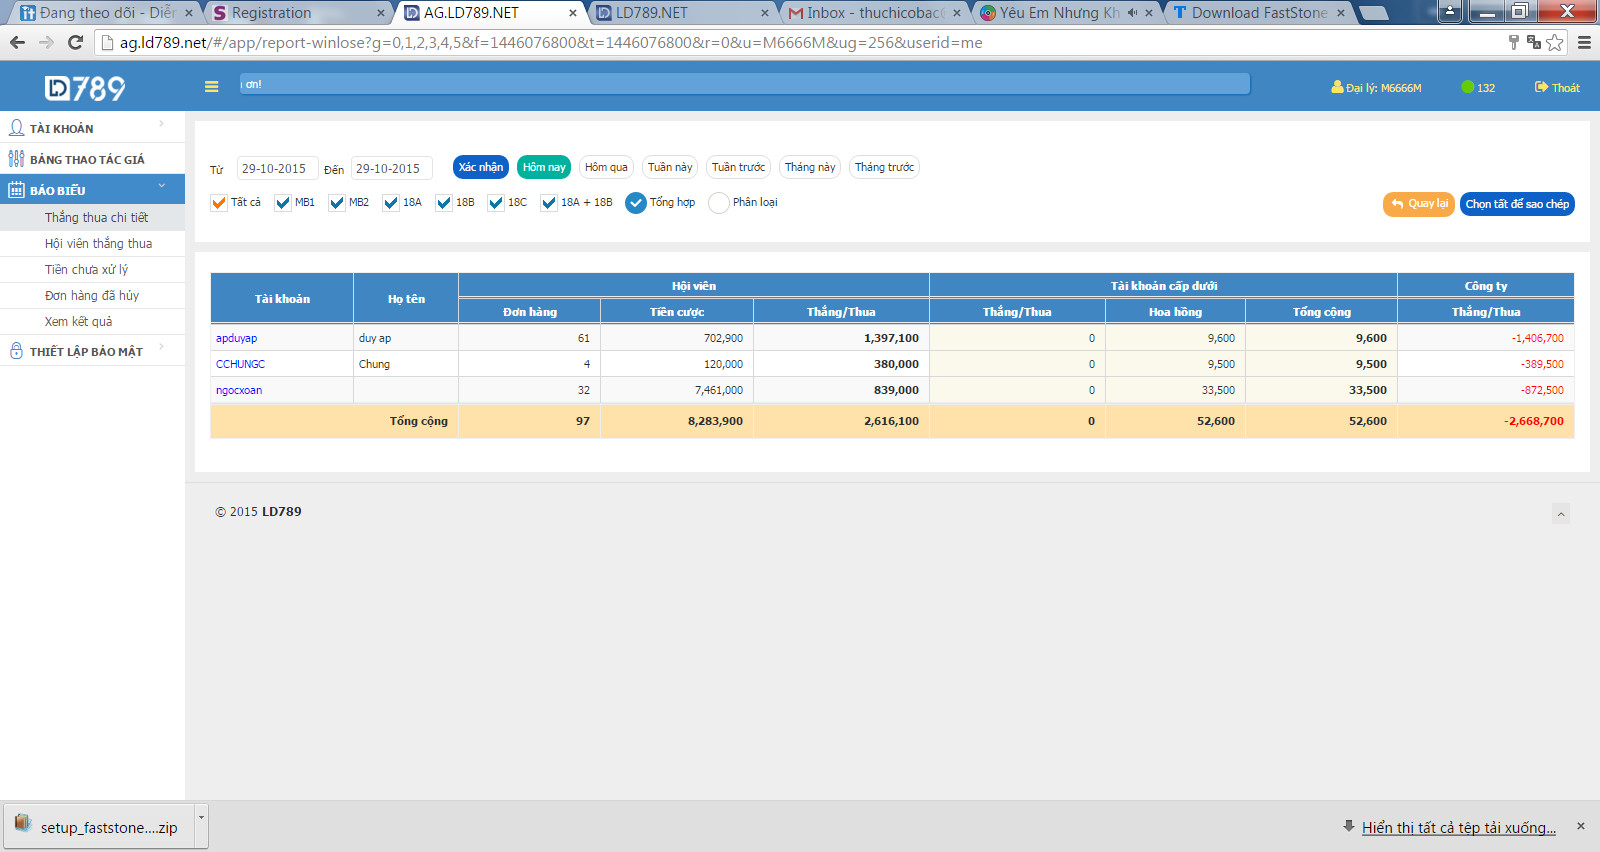 Đang theo dõi - Diễn
Registration
AG.LD789.NET
LD789.NET
Inbox - thuchicobac@
Yêu Em Nhưng Kh
Download FastStone
ag.ld789.net/#/app/report-winlose?g=0,1,2,3,4,5&f=1446076800&t=1446076800&r=0&u=M6666M&ug=256&userid=me
LD789
ơn!
Đại lý: M6666M
132
Thoát
TÀI KHOẢN
BẢNG THAO TÁC GIÁ
BÁO BIỂU
Thắng thua chi tiết
Hội viên thắng thua
Tiền chưa xử lý
Đơn hàng đã hủy
Xem kết quả
THIẾT LẬP BẢO MẬT
Từ 29-10-2015 Đến 29-10-2015 Xác nhận Hôm nay Hôm qua Tuần này Tuần trước Tháng này Tháng trước
Tất cả MB1 MB2 18A 18B 18C 18A + 18B Tổng hợp Phân loại Quay lại Chọn tất để sao chép
Tài khoản Họ tên Hội viên Tài khoản cấp dưới Công ty
Đơn hàng Tiền cược Thắng/Thua Thắng/Thua Hoa hồng Tổng cộng Thắng/Thua
apduyap duy ap 61 702,900 1,397,100 0 9,600 9,600 -1,406,700
CCHUNGC Chung 4 120,000 380,000 0 9,500 9,500 -389,500
ngocxoan 32 7,461,000 839,000 0 33,500 33,500 -872,500
Tổng cộng 97 8,283,900 2,616,100 0 52,600 52,600 -2,668,700
© 2015 LD789
setup_faststone....zip
Hiển thị tất cả tệp tải xuống...